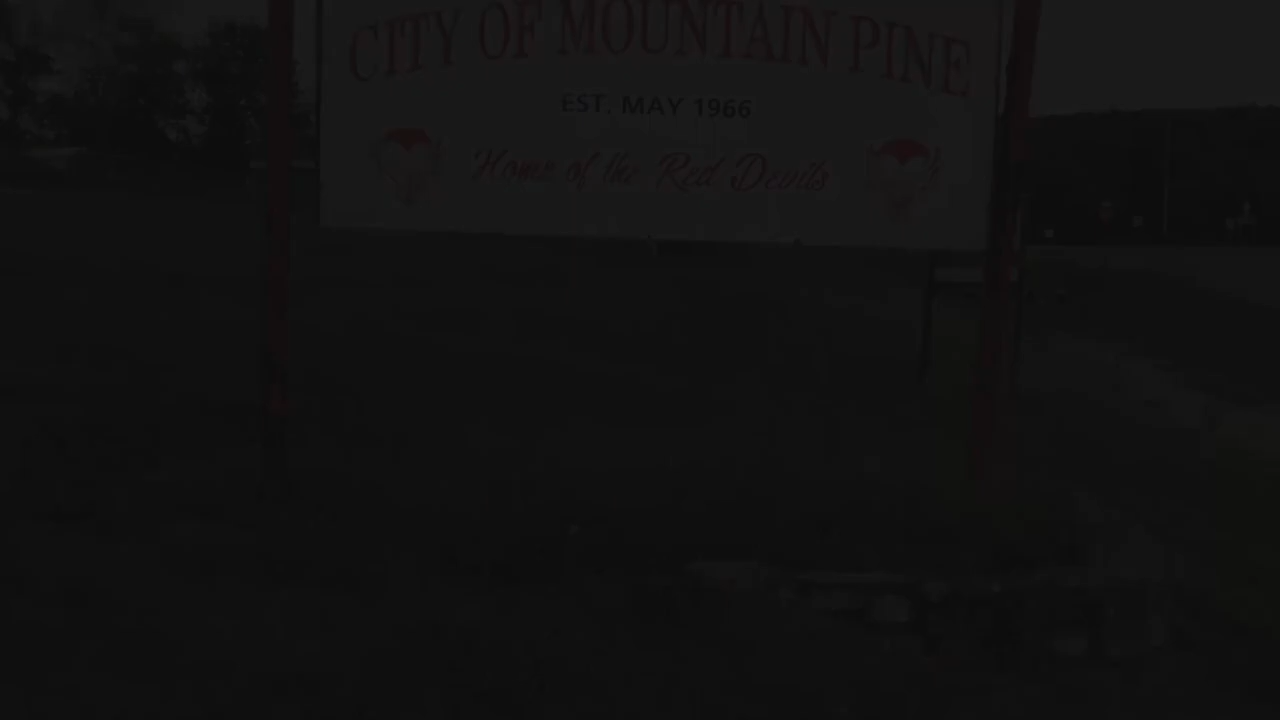 CITY OF MOUNTAIN PINE
EST. MAY 1966
Home of the Red Devils